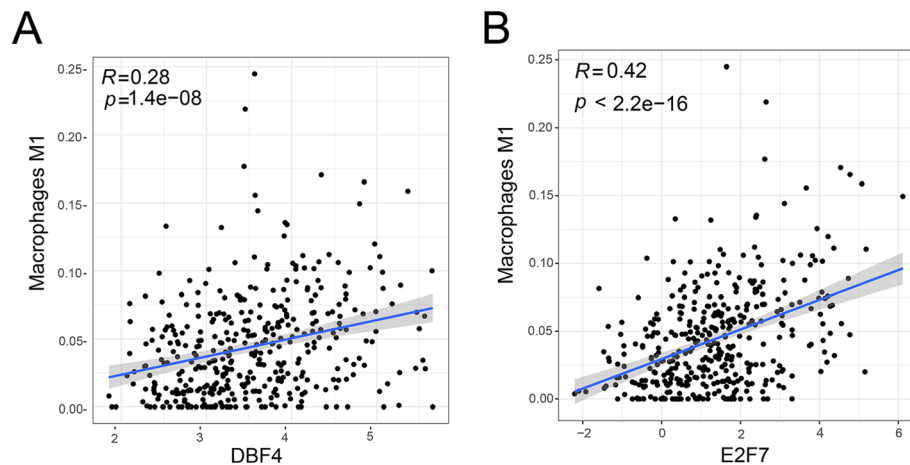 A
R=0.28
p=1.4e−08
Macrophages M1
0.25-
0.20-
0.15-
0.10-
0.05-
0.00-
2
3
4
5
DBF4
B
R=0.42
p < 2.2e−16
Macrophages M1
0.25-
0.20-
0.15-
0.10-
0.05-
0.00-
−2
0
2
4
6
E2F7